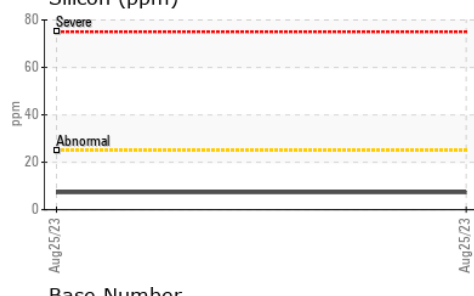 Silicon (ppm)
80
Severe
60
40
Abnormal
20
0
ppm
Aug25/23
Aug25/23
Base Number